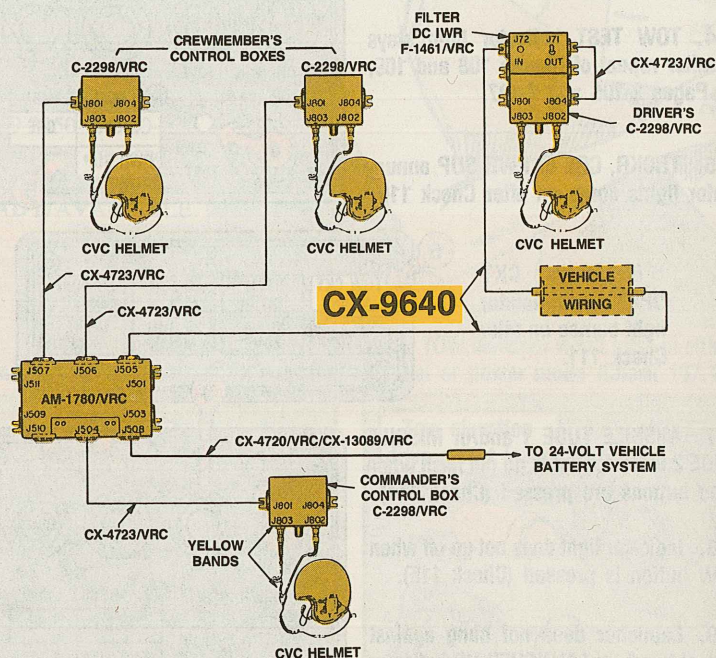 CREWMEMBER'S
CONTROL BOXES
C-2298/VRC
C-2298/VRC
FILTER
DC IWR
F-1461/VRC
J72 J71
IN OUT
CX-4723/VRC
J801 J804
J803 J802
J801 J804
J803 J802
J801 J804
J803 J802
DRIVER'S
C-2298/VRC
CVC HELMET
CVC HELMET
CVC HELMET
CX-4723/VRC
CX-4723/VRC
CX-9640
VEHICLE
WIRING
J507 J506 J505
J511 J501
AM-1780/VRC
J509 J503
J510 J504 J508
CX-4720/VRC/CX-13089/VRC
TO 24-VOLT VEHICLE
BATTERY SYSTEM
CX-4723/VRC
COMMANDER'S
CONTROL BOX
C-2298/VRC
J801 J804
J803 J802
YELLOW
BANDS
CVC HELMET